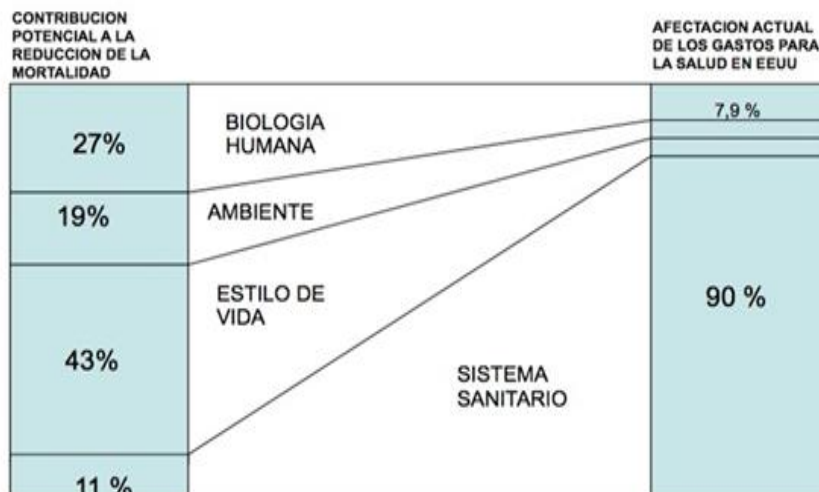 CONTRIBUCION
POTENCIAL A LA
REDUCCION DE LA
MORTALIDAD
AFECTACION ACTUAL
DE LOS GASTOS PARA
LA SALUD EN EEUU
27%
BIOLOGIA
HUMANA
7,9 %
19%
AMBIENTE
43%
ESTILO DE
VIDA
90 %
SISTEMA
SANITARIO
11 %